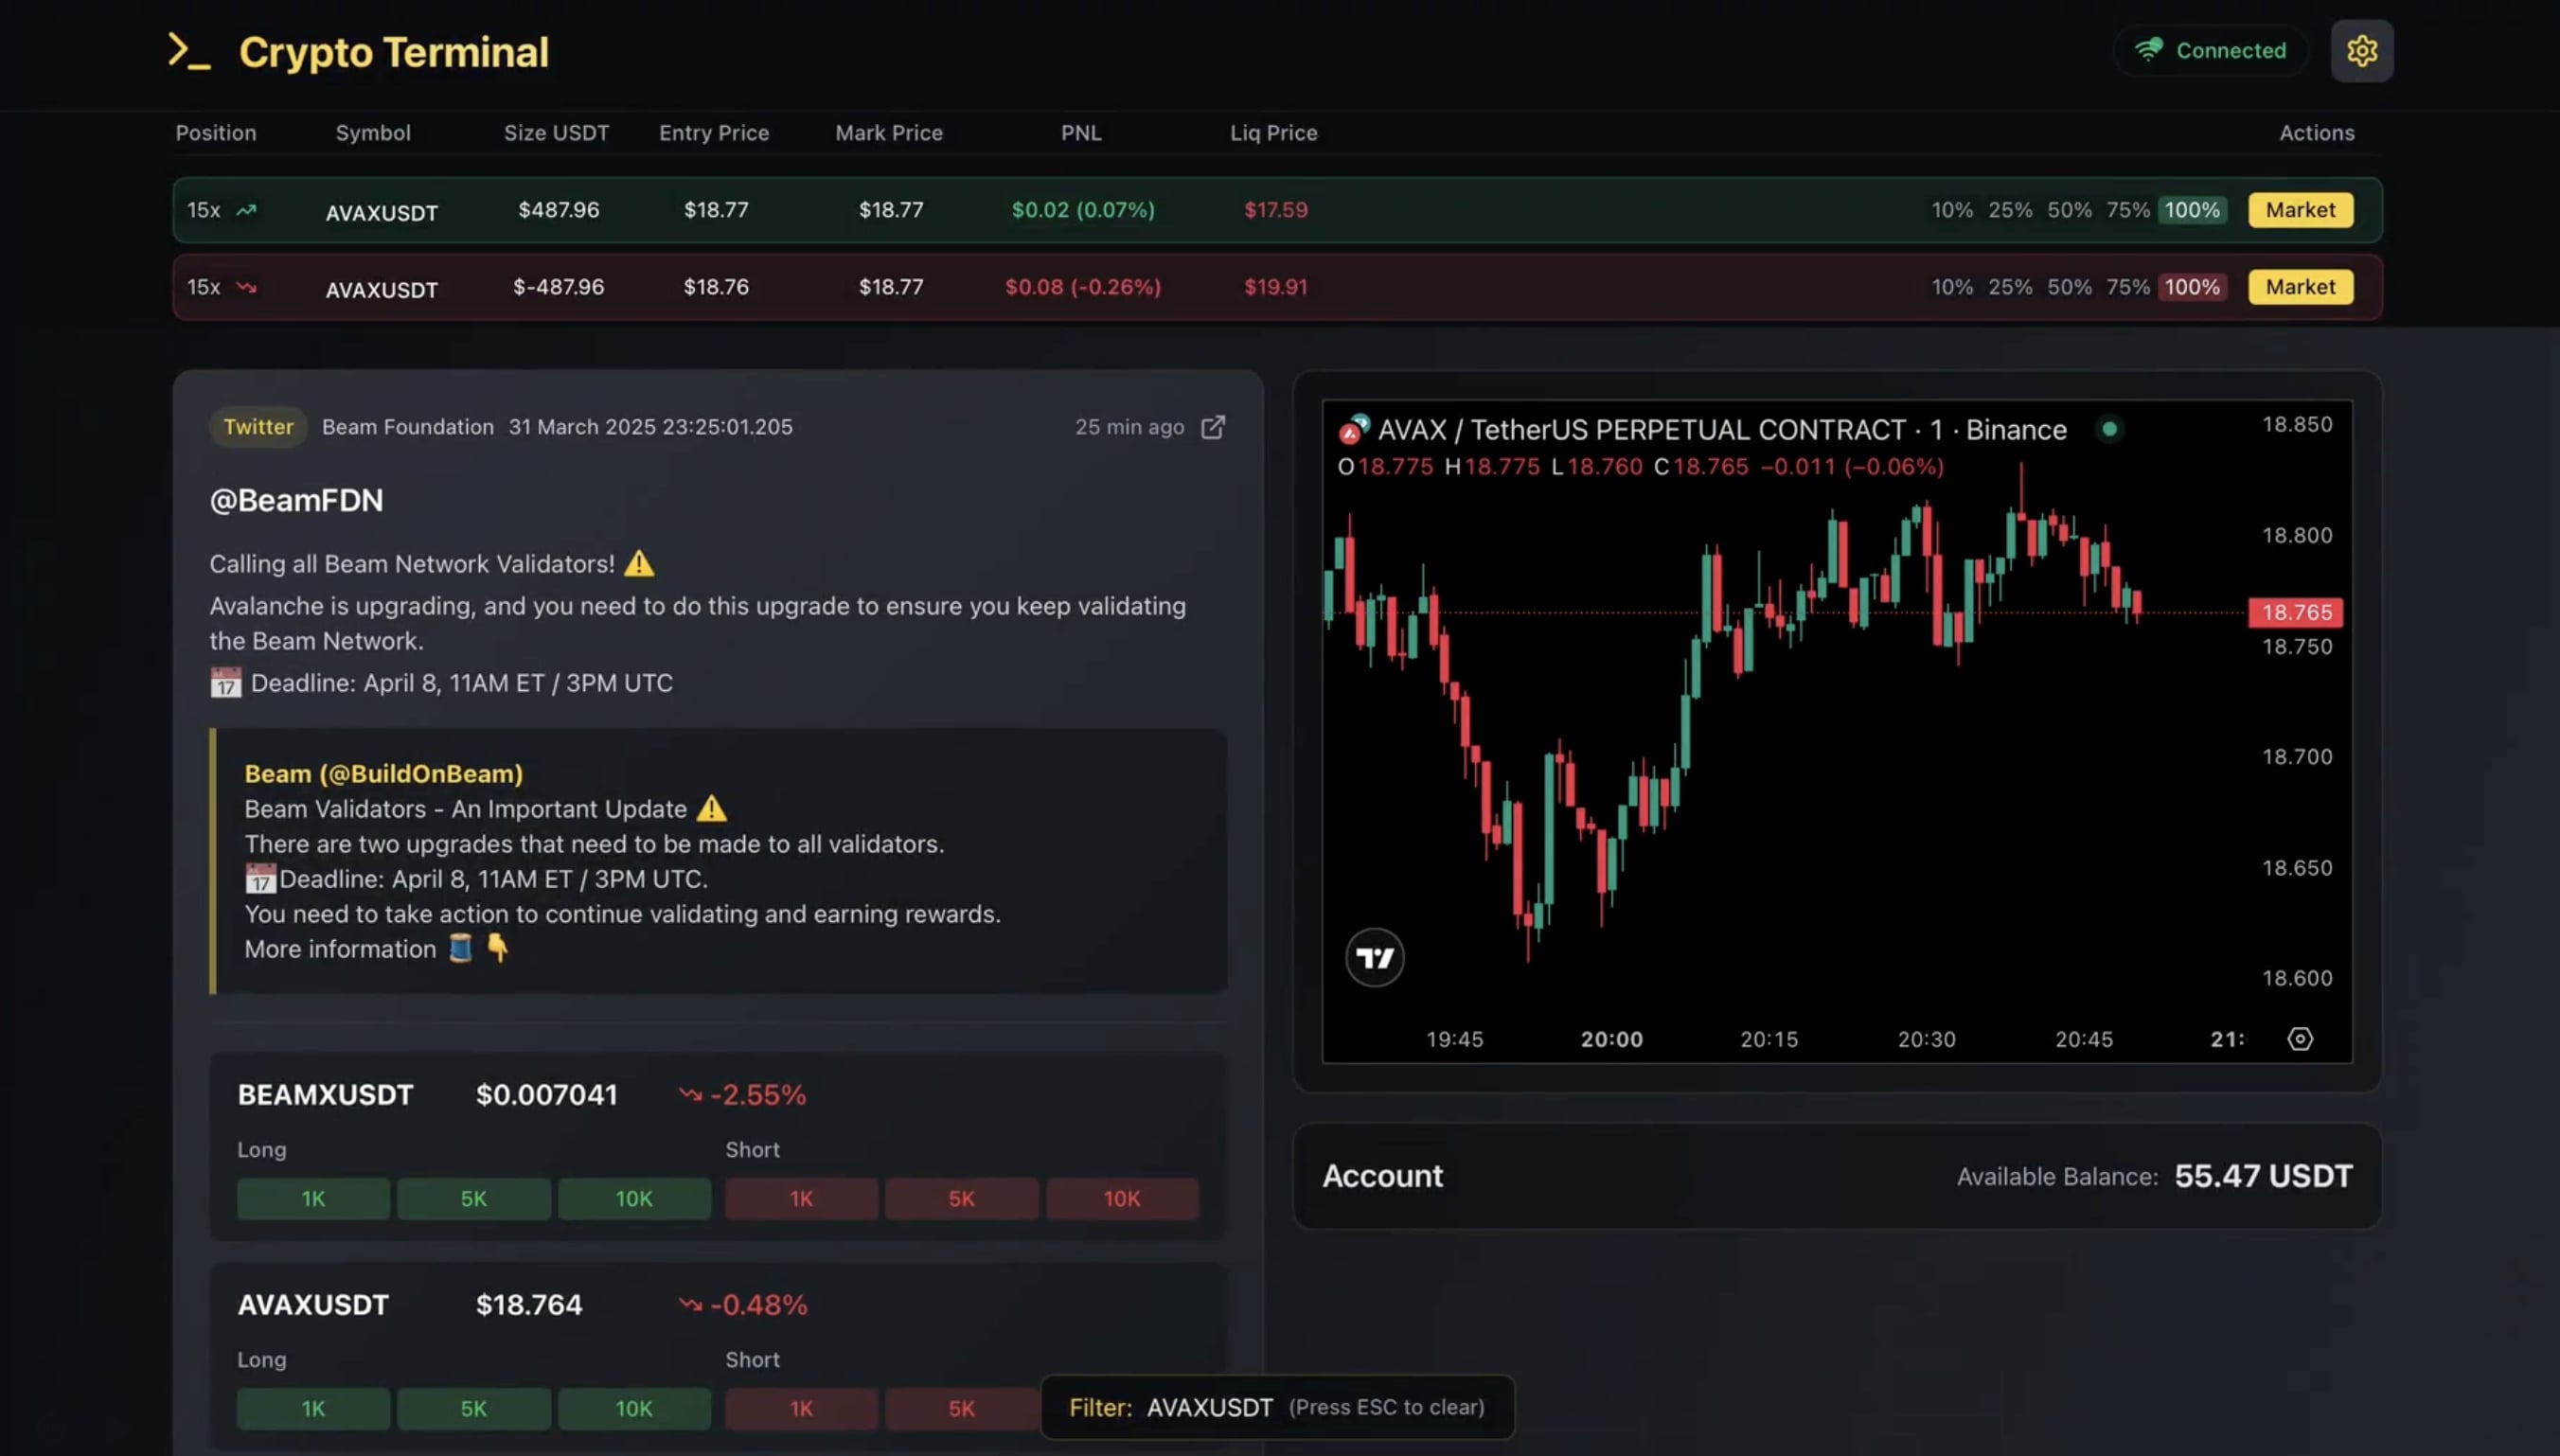 >_ Crypto Terminal
Connected
Position Symbol Size USDT Entry Price Mark Price PNL Liq Price Actions
15x AVAXUSDT $487.96 $18.77 $18.77 $0.02 (0.07%) $17.59 10% 25% 50% 75% 100% Market
15x AVAXUSDT $-487.96 $18.76 $18.77 $0.08 (-0.26%) $19.91 10% 25% 50% 75% 100% Market
Twitter Beam Foundation 31 March 2025 23:25:01.205 25 min ago
@BeamFDN
Calling all Beam Network Validators! ⚠️
Avalanche is upgrading, and you need to do this upgrade to ensure you keep validating
the Beam Network.
📅 Deadline: April 8, 11AM ET / 3PM UTC
Beam (@BuildOnBeam)
Beam Validators - An Important Update ⚠️
There are two upgrades that need to be made to all validators.
📅Deadline: April 8, 11AM ET / 3PM UTC.
You need to take action to continue validating and earning rewards.
More information 🧵 👇
BEAMXUSDT $0.007041 -2.55%
Long Short
1K 5K 10K 1K 5K 10K
AVAXUSDT $18.764 -0.48%
Long Short
1K 5K 10K 1K 5K
AVAX / TetherUS PERPETUAL CONTRACT · 1 · Binance
O18.775 H18.775 L18.760 C18.765 −0.011 (−0.06%)
18.850
18.800
18.765
18.750
18.700
18.650
18.600
19:45 20:00 20:15 20:30 20:45 21:
Account Available Balance: 55.47 USDT
Filter: AVAXUSDT (Press ESC to clear)